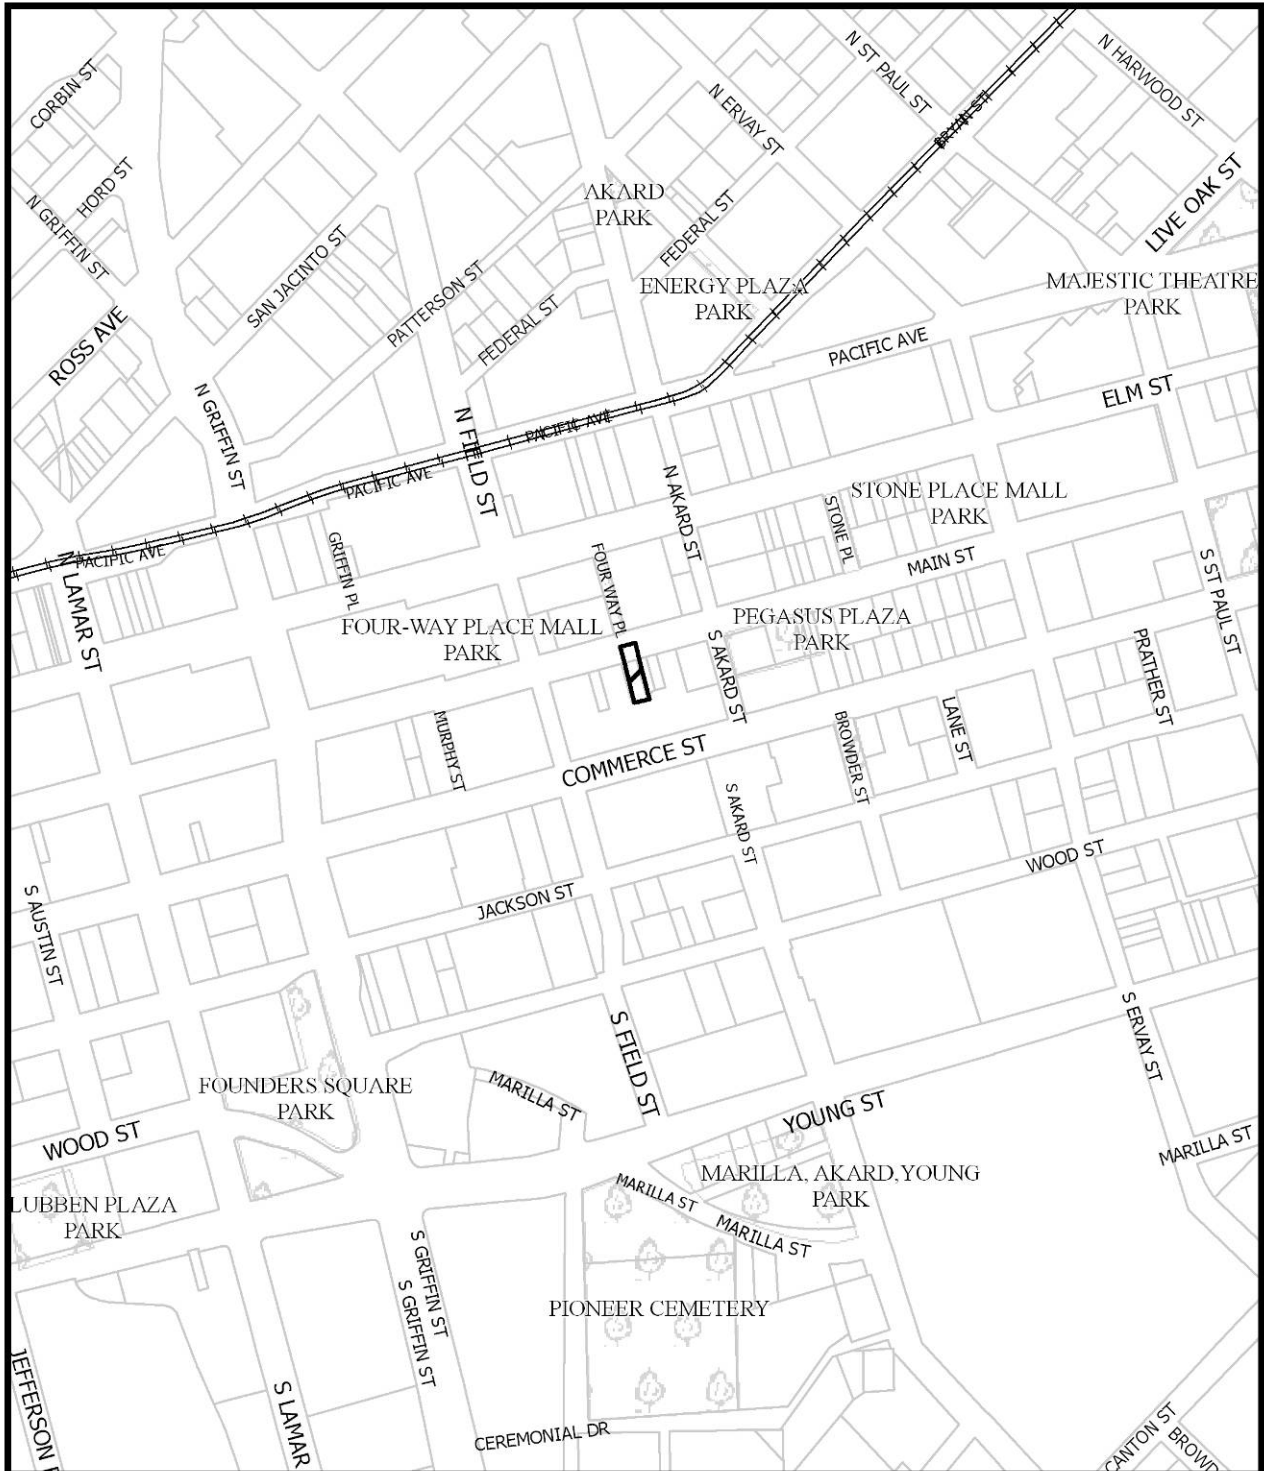 CORBIN ST
N ST PAUL ST
N HARWOOD ST
N ERVAY ST
BRYAN ST
HORD ST
N GRIFFIN ST
AKARD
PARK
FEDERAL ST
LIVE OAK ST
SAN JACINTO ST
PATTERSON ST
ENERGY PLAZA
PARK
MAJESTIC THEATRE
PARK
ROSS AVE
FEDERAL ST
PACIFIC AVE
ELM ST
N GRIFFIN ST
N FIELD ST
PACIFIC AVE
PACIFIC AVE
N AKARD ST
STONE PLACE MALL
PARK
STONE PL
PACIFIC AVE
N LAMAR ST
GRIFFIN PL
FOUR WAY PL
MAIN ST
S ST PAUL ST
FOUR-WAY PLACE MALL
PARK
PEGASUS PLAZA
PARK
S AKARD ST
PRATHER ST
MURPHY ST
COMMERCE ST
BROWDER ST
LANE ST
S AKARD ST
WOOD ST
S AUSTIN ST
JACKSON ST
S FIELD ST
S ERVAY ST
FOUNDERS SQUARE
PARK
MARILLA ST
YOUNG ST
WOOD ST
MARILLA ST
LUBBEN PLAZA
PARK
MARILLA ST
MARILLA, AKARD, YOUNG
PARK
MARILLA ST
S GRIFFIN ST
S GRIFFIN ST
PIONEER CEMETERY
JEFFERSON
S LAMAR
CEREMONIAL DR
CANTON ST
BROWD